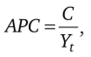 APC = C / Y_t,